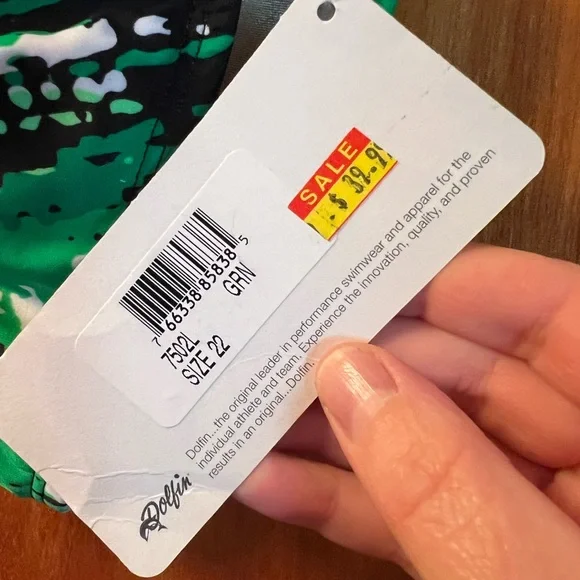 SALE
$ 39.99
7 66338 85838 5
7502L GRN
SIZE 22
Dolfin...the original leader in performance swimwear and apparel for the
individual athlete and team. Experience the innovation, quality, and proven
results in an original...Dolfin.
Dolfin